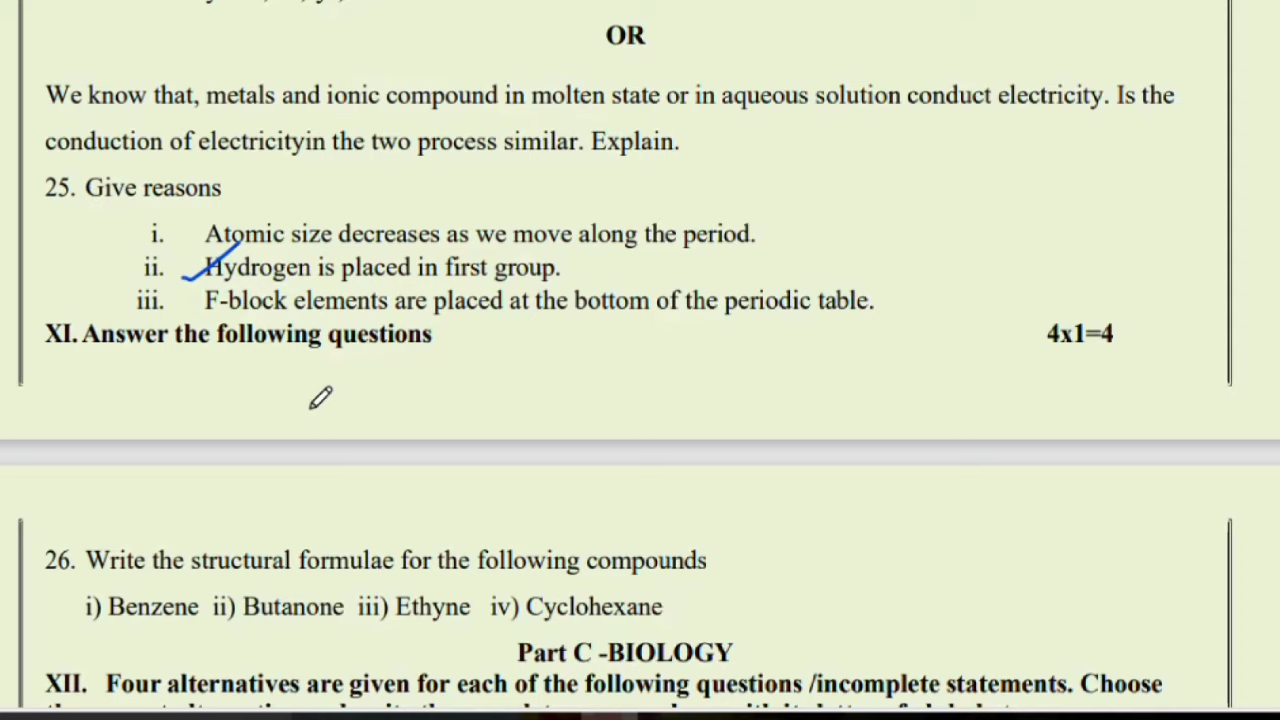 OR
We know that, metals and ionic compound in molten state or in aqueous solution conduct electricity. Is the
conduction of electricityin the two process similar. Explain.
25. Give reasons
i. Atomic size decreases as we move along the period.
ii. Hydrogen is placed in first group.
iii. F-block elements are placed at the bottom of the periodic table.
XI. Answer the following questions 4x1=4
26. Write the structural formulae for the following compounds
i) Benzene ii) Butanone iii) Ethyne iv) Cyclohexane
Part C -BIOLOGY
XII. Four alternatives are given for each of the following questions /incomplete statements. Choose